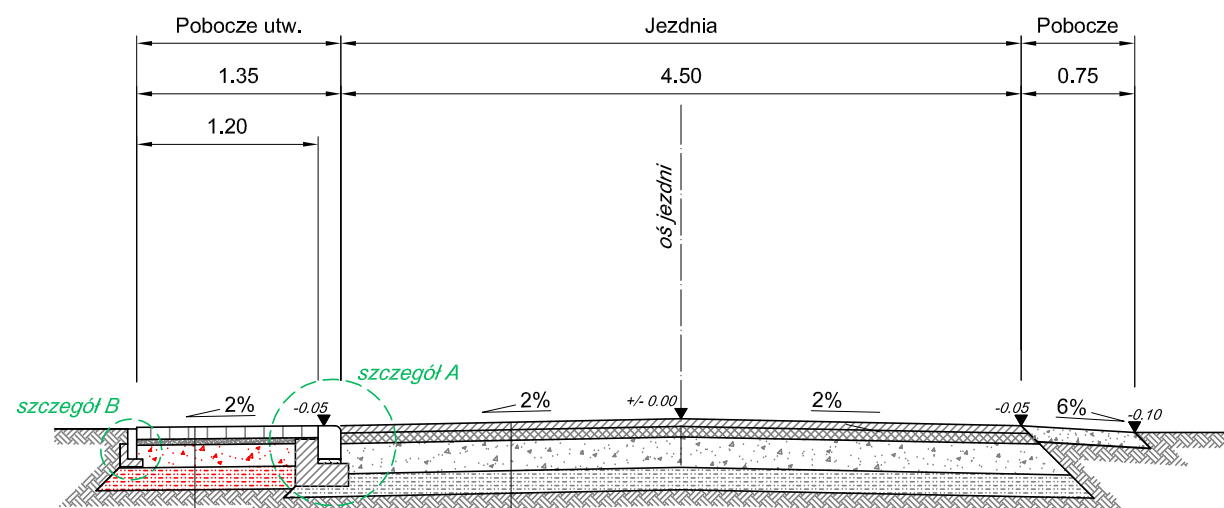 Pobocze utw. Jezdnia Pobocze
1.35 4.50 0.75
1.20
oś jezdni
szczegół A
szczegół B 2% -0.05 2% +/- 0.00 2% -0.05 6% -0.10